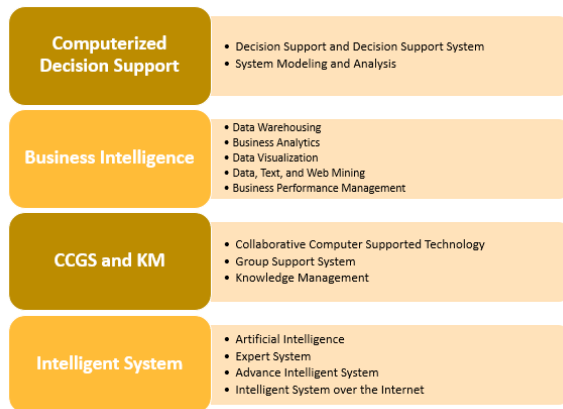 Computerized
Decision Support
• Decision Support and Decision Support System
• System Modeling and Analysis
Business Intelligence
• Data Warehousing
• Business Analytics
• Data Visualization
• Data, Text, and Web Mining
• Business Performance Management
CCGS and KM
• Collaborative Computer Supported Technology
• Group Support System
• Knowledge Management
Intelligent System
• Artificial Intelligence
• Expert System
• Advance Intelligent System
• Intelligent System over the Internet